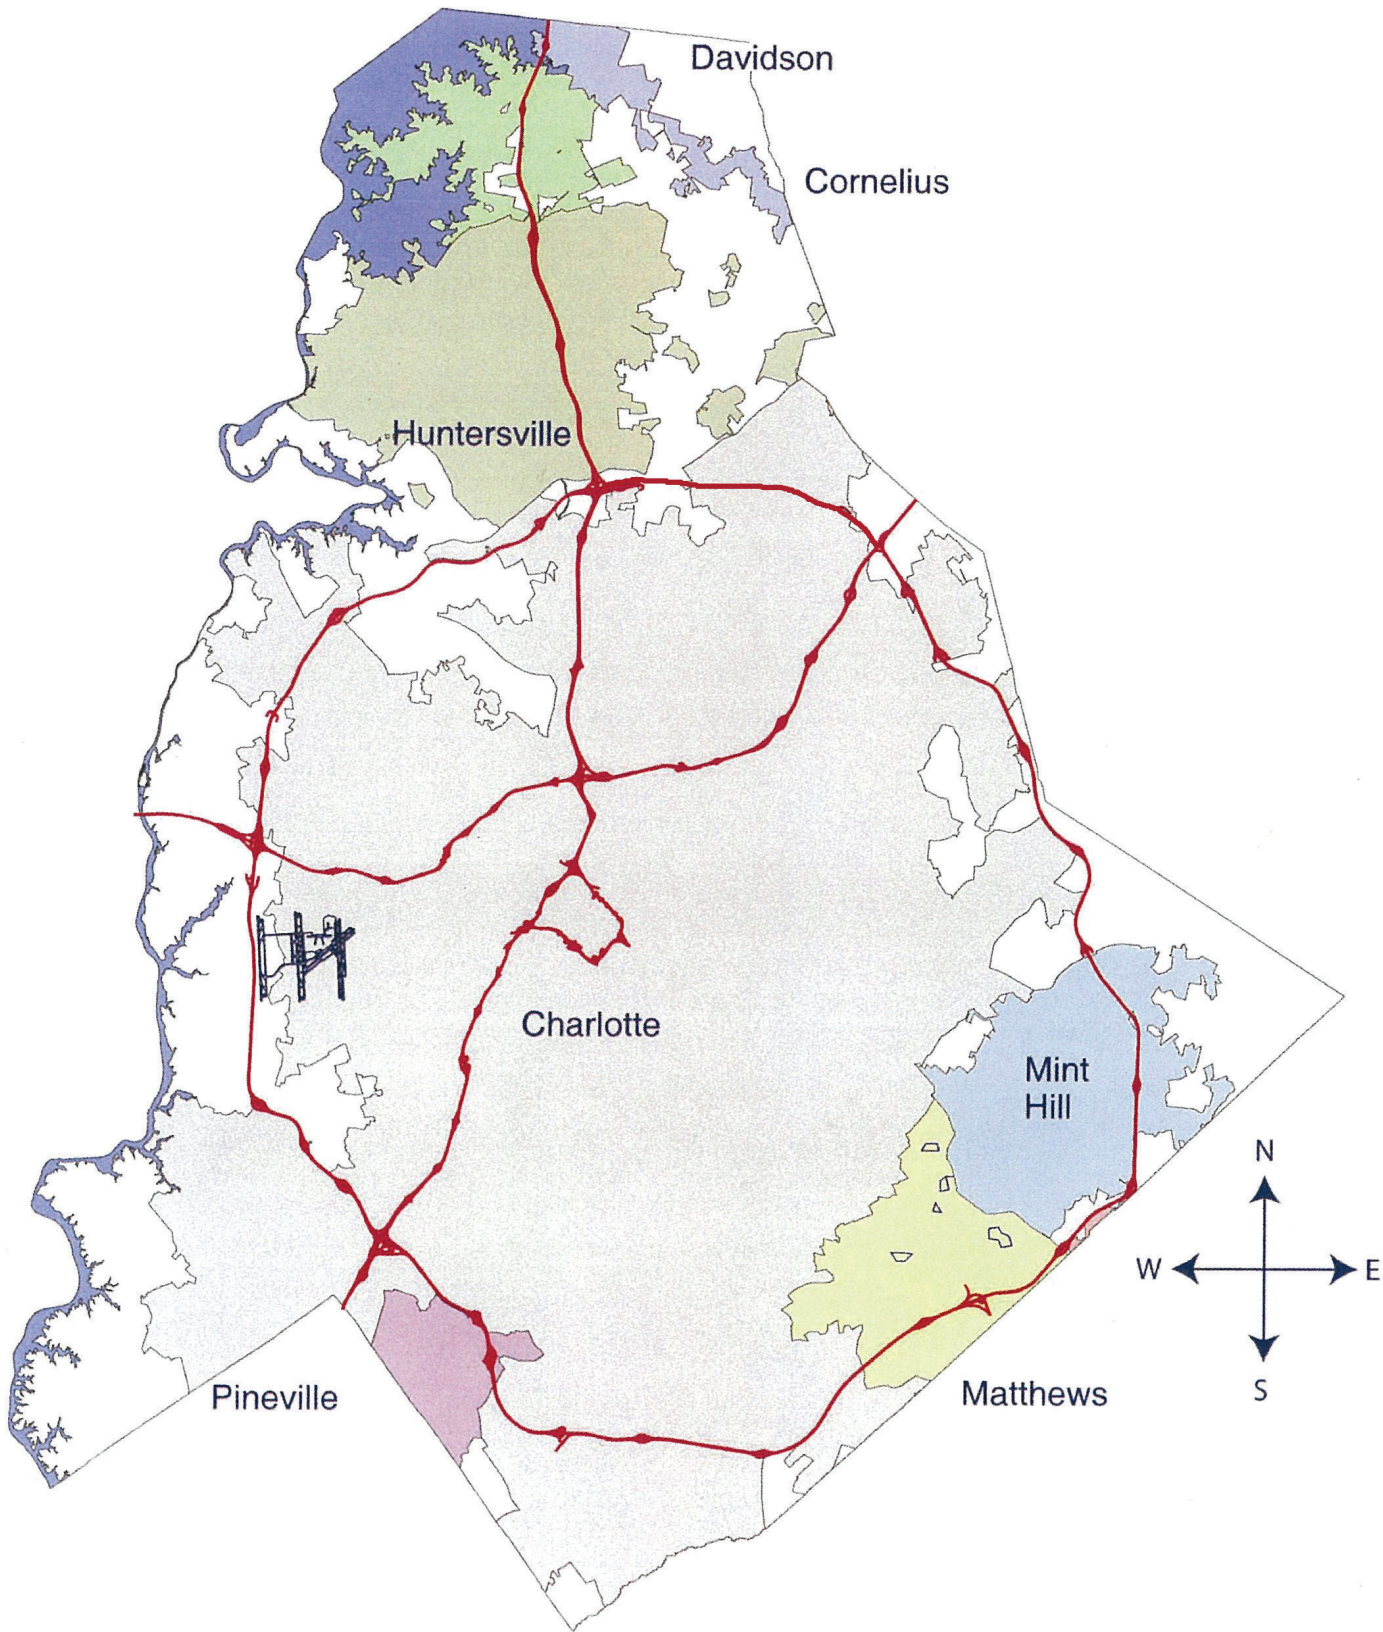 Davidson
Cornelius
Huntersville
Charlotte
Mint
Hill
N
W
E
S
Pineville
Matthews